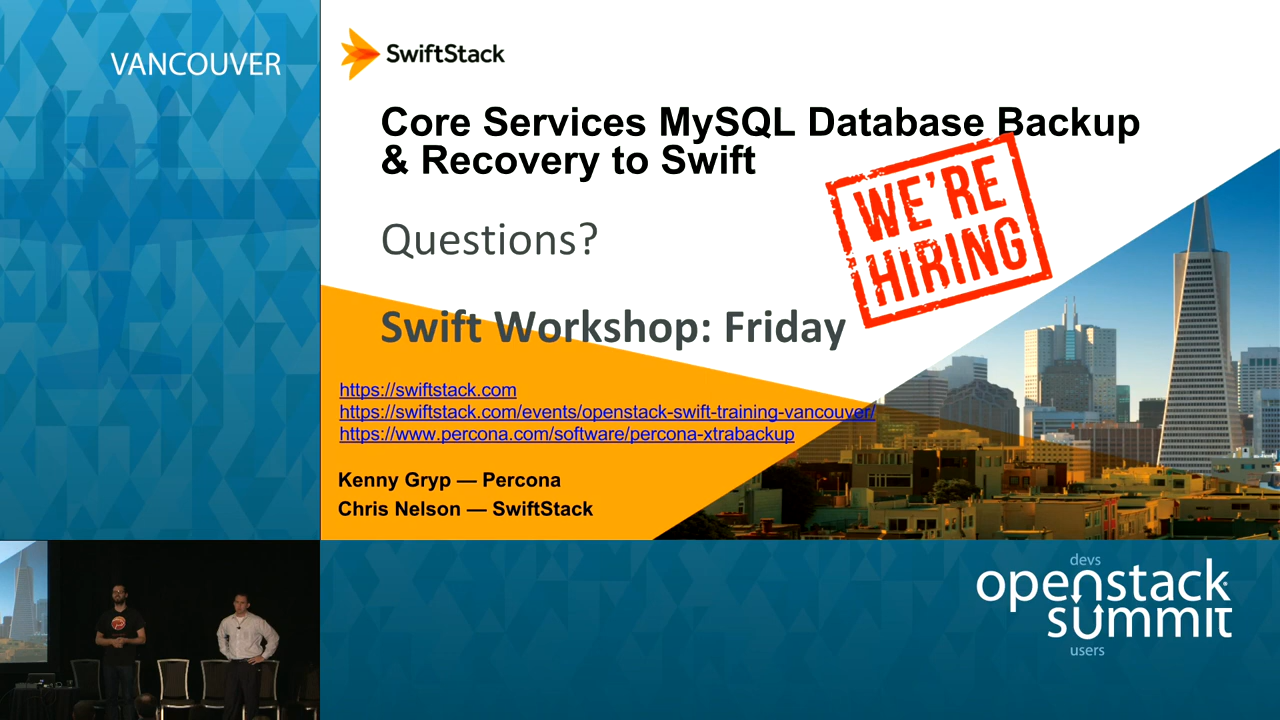 VANCOUVER
SwiftStack
Core Services MySQL Database Backup
& Recovery to Swift
WE'RE
HIRING
Questions?
Swift Workshop: Friday
https://swiftstack.com
https://swiftstack.com/events/openstack-swift-training-vancouver/
https://www.percona.com/software/percona-xtrabackup
Kenny Gryp — Percona
Chris Nelson — SwiftStack
devs
openstack
summit
users